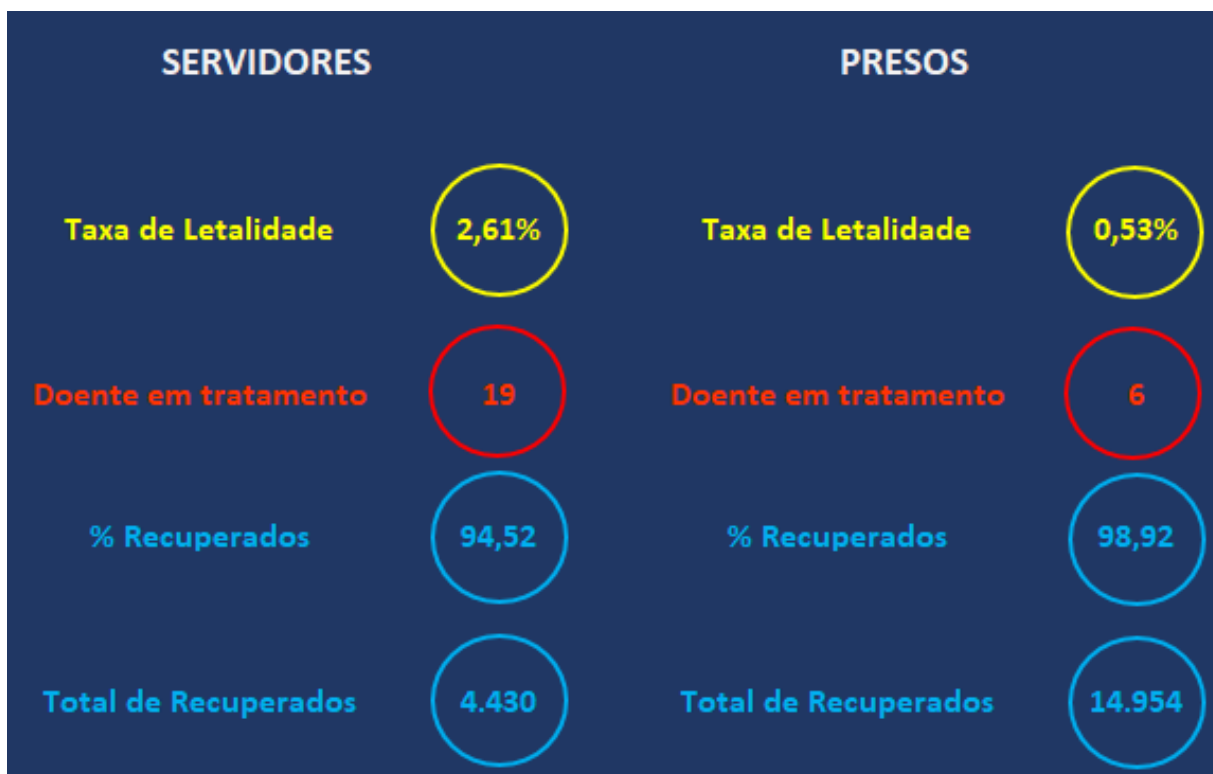 SERVIDORES
PRESOS
Taxa de Letalidade 2,61% Taxa de Letalidade 0,53%
Doente em tratamento 19 Doente em tratamento 6
% Recuperados 94,52 % Recuperados 98,92
Total de Recuperados 4.430 Total de Recuperados 14.954